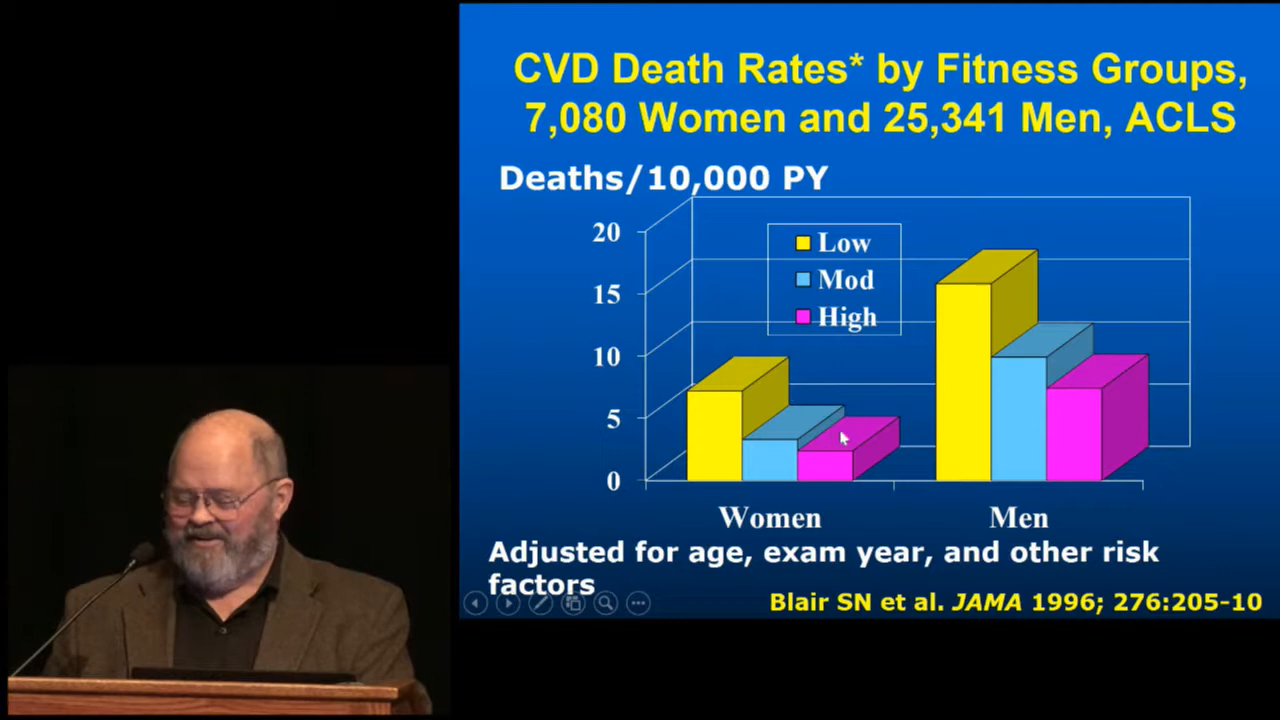 CVD Death Rates* by Fitness Groups,
7,080 Women and 25,341 Men, ACLS
Deaths/10,000 PY
20
15
10
5
0
Low
Mod
High
Women
Men
Adjusted for age, exam year, and other risk
factors
Blair SN et al. JAMA 1996; 276:205-10